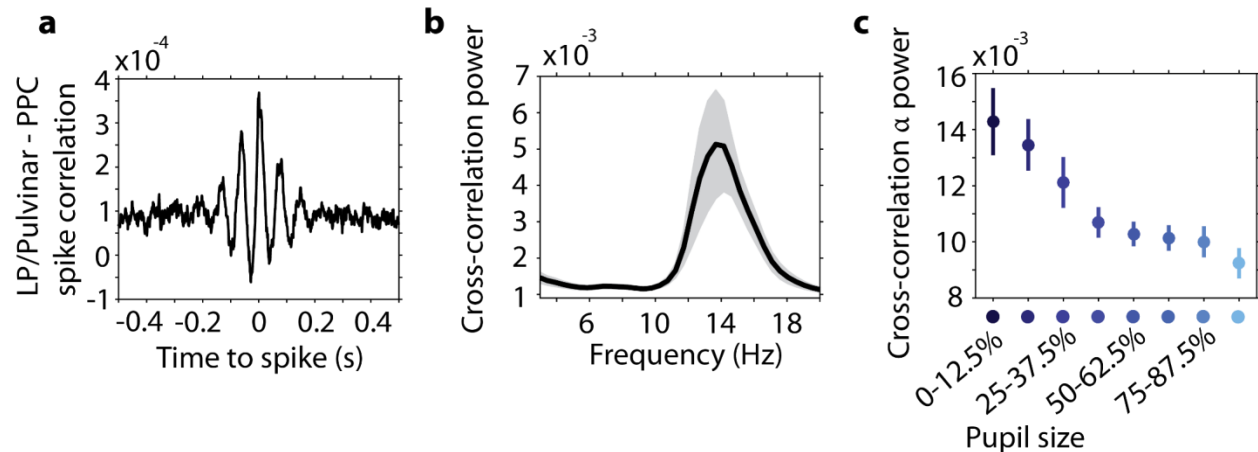 a
x10-4
LP/Pulvinar - PPC
spike correlation
4
3
2
1
0
-1
-0.4 -0.2 0 0.2 0.4
Time to spike (s)
b
x10-3
Cross-correlation power
7
6
5
4
3
2
1
6 10 14 18
Frequency (Hz)
c
x10-3
Cross-correlation α power
16
14
12
10
8
0-12.5%
25-37.5%
50-62.5%
75-87.5%
Pupil size